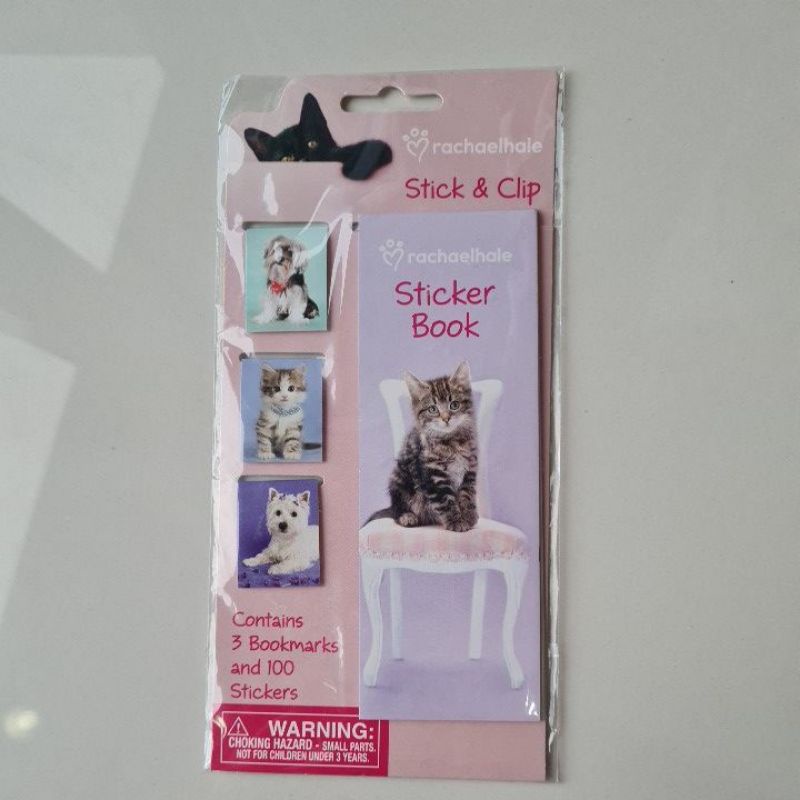 rachaelhale
Stick & Clip
rachaelhale
Sticker
Book
Contains
3 Bookmarks
and 100
Stickers
WARNING:
CHOKING HAZARD - SMALL PARTS.
NOT FOR CHILDREN UNDER 3 YEARS.